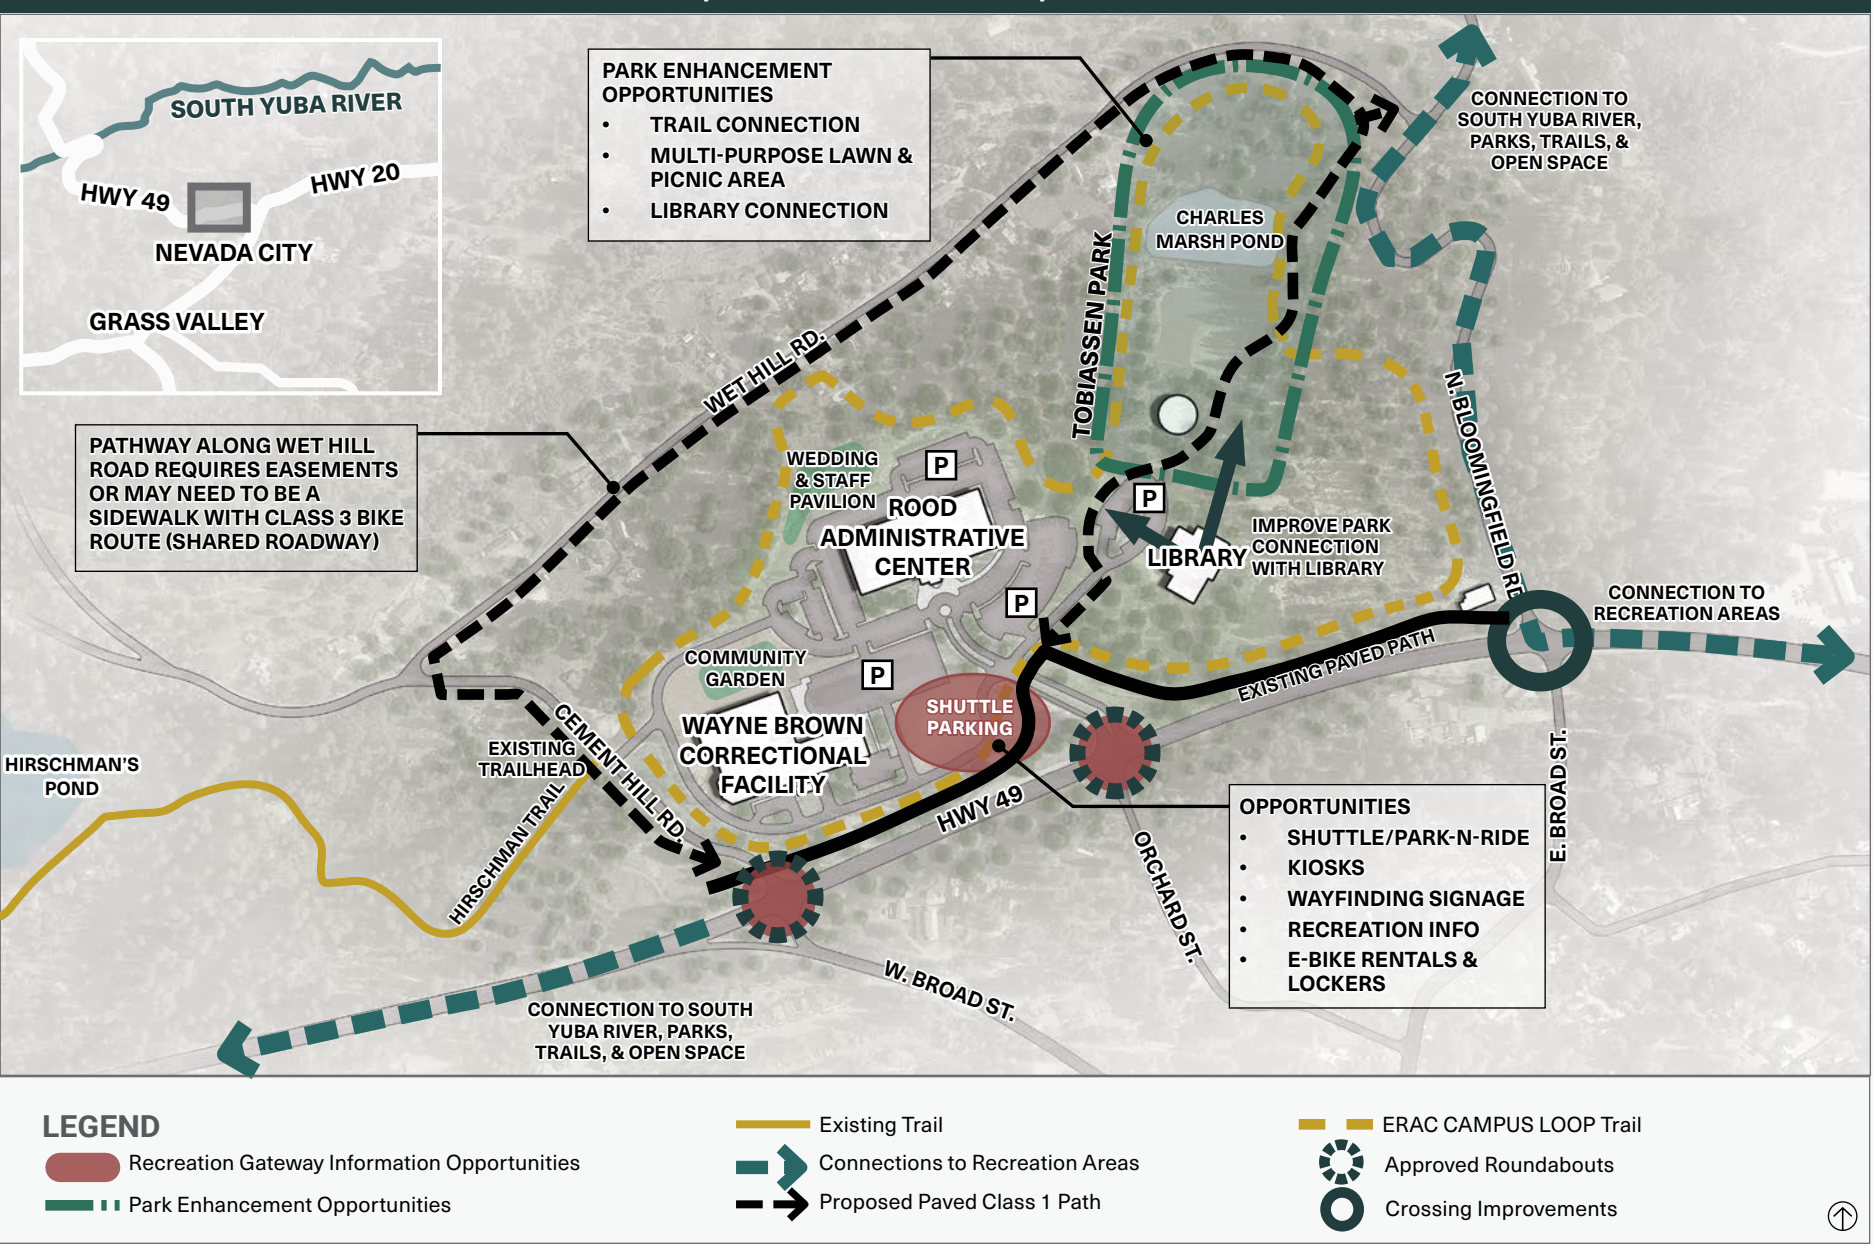 SOUTH YUBA RIVER
HWY 49
HWY 20
NEVADA CITY
GRASS VALLEY
PARK ENHANCEMENT
OPPORTUNITIES
• TRAIL CONNECTION
• MULTI-PURPOSE LAWN &
PICNIC AREA
• LIBRARY CONNECTION
CONNECTION TO
SOUTH YUBA RIVER,
PARKS, TRAILS, &
OPEN SPACE
CHARLES
MARSH POND
TOBIASSEN PARK
WET HILL RD.
N. BLOOMINGFIELD RD.
PATHWAY ALONG WET HILL
ROAD REQUIRES EASEMENTS
OR MAY NEED TO BE A
SIDEWALK WITH CLASS 3 BIKE
ROUTE (SHARED ROADWAY)
WEDDING
& STAFF
PAVILION
P
ROOD
ADMINISTRATIVE
CENTER
P
LIBRARY
IMPROVE PARK
CONNECTION
WITH LIBRARY
P
CONNECTION TO
RECREATION AREAS
COMMUNITY
GARDEN
P
EXISTING PAVED PATH
SHUTTLE
PARKING
WAYNE BROWN
CORRECTIONAL
FACILITY
CEMENT HILL RD.
EXISTING
TRAILHEAD
HIRSCHMAN'S
POND
HIRSCHMAN TRAIL
HWY 49
ORCHARD ST.
E. BROAD ST.
OPPORTUNITIES
• SHUTTLE/PARK-N-RIDE
• KIOSKS
• WAYFINDING SIGNAGE
• RECREATION INFO
• E-BIKE RENTALS &
LOCKERS
W. BROAD ST.
CONNECTION TO SOUTH
YUBA RIVER, PARKS,
TRAILS, & OPEN SPACE
LEGEND
Recreation Gateway Information Opportunities
Park Enhancement Opportunities
Existing Trail
Connections to Recreation Areas
Proposed Paved Class 1 Path
ERAC CAMPUS LOOP Trail
Approved Roundabouts
Crossing Improvements